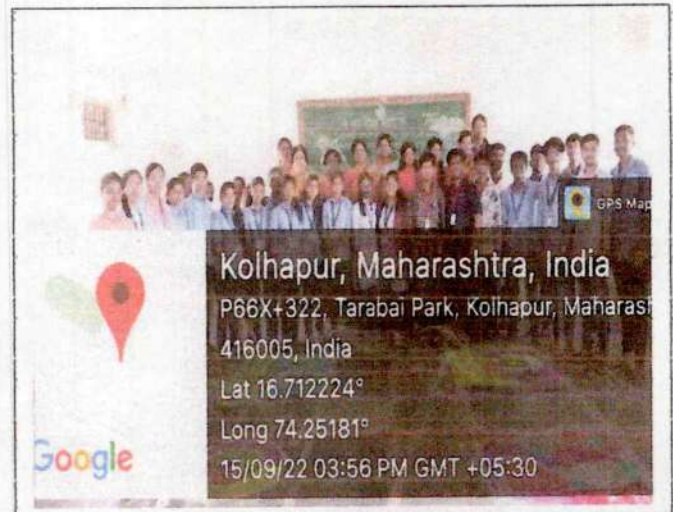 GPS Map
Kolhapur, Maharashtra, India
P66X+322, Tarabai Park, Kolhapur, Maharash
416005, India
Lat 16.712224°
Long 74.25181°
15/09/22 03:56 PM GMT +05:30
Google